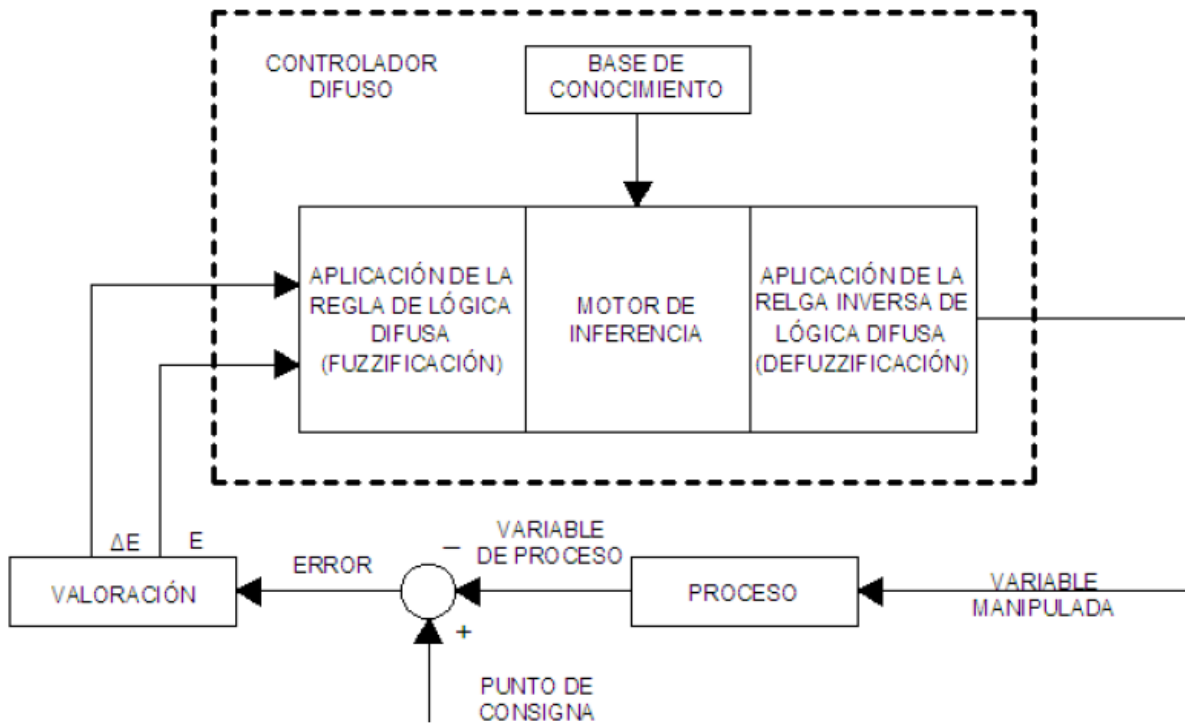 CONTROLADOR
DIFUSO
BASE DE
CONOCIMIENTO
APLICACIÓN DE LA
REGLA DE LÓGICA
DIFUSA
(FUZZIFICACIÓN)
MOTOR DE
INFERENCIA
APLICACIÓN DE LA
RELGA INVERSA DE
LÓGICA DIFUSA
(DEFUZZIFICACIÓN)
ΔE
E
VALORACIÓN
ERROR
–
+
VARIABLE
DE PROCESO
PROCESO
VARIABLE
MANIPULADA
PUNTO DE
CONSIGNA